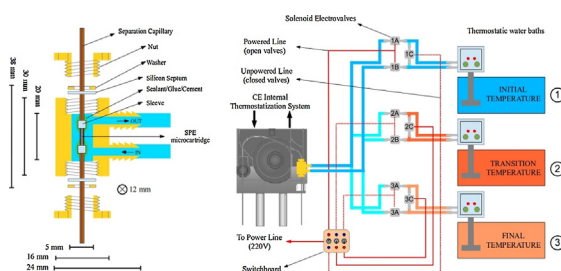 Separation Capillary
Nut
Washer
Silicon Septum
Sealant/Glue/Cement
Sleeve
OUT
SPE
microcartridge
IN
38 mm
30 mm
20 mm
12 mm
5 mm
16 mm
24 mm
Solenoid Electrovalves
Powered Line
(open valves)
Unpowered Line
(closed valves)
CE Internal
Thermostatization System
To Power Line
(220V)
Switchboard
1A
1C
1B
2A
2C
2B
3A
3C
3A
Thermostatic water baths
INITIAL
TEMPERATURE
1
TRANSITION
TEMPERATURE
2
FINAL
TEMPERATURE
3